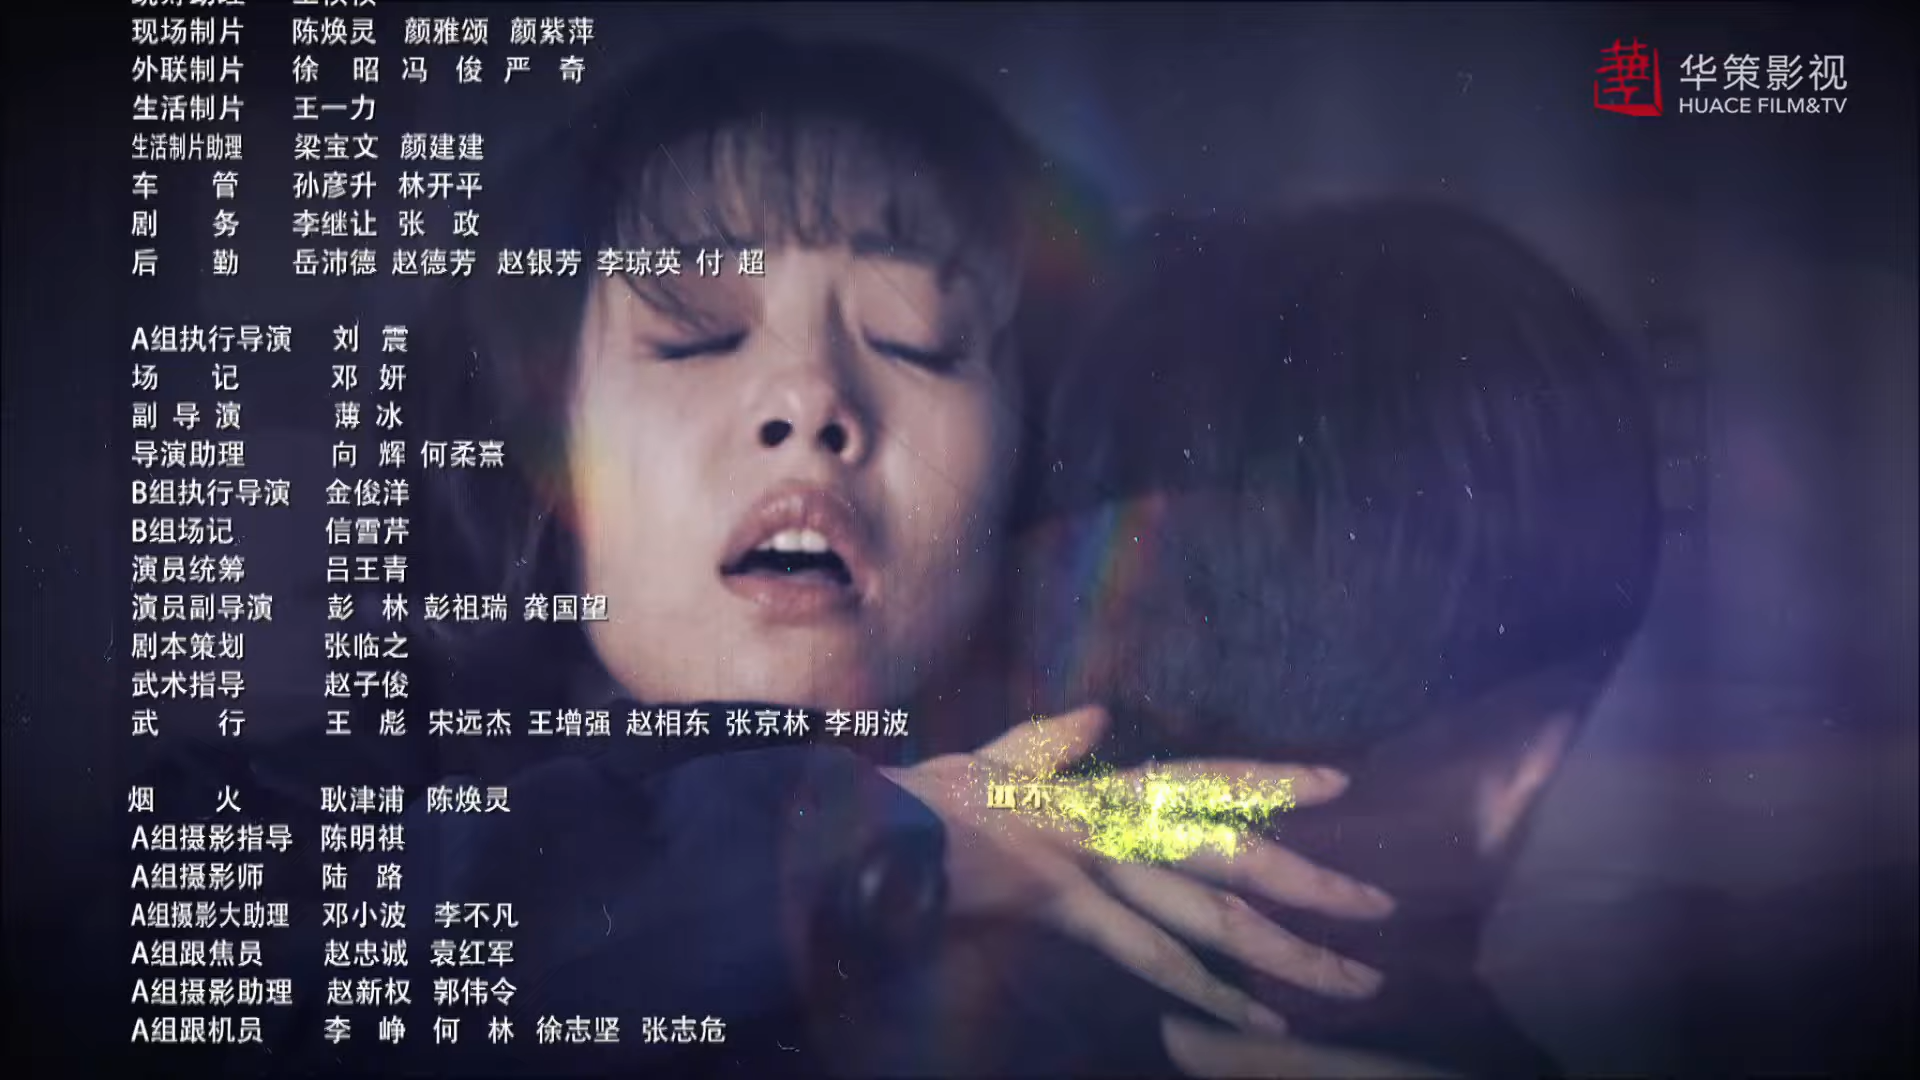 现场制片 陈焕灵 颜雅颂 颜紫萍
外联制片 徐 昭 冯 俊 严 奇
生活制片 王一力
生活制片助理 梁宝文 颜建建
车 管 孙彦升 林开平
剧 务 李继让 张 政
后 勤 岳沛德 赵德芳 赵银芳 李琼英 付 超
A组执行导演 刘 震
场 记 邓 妍
副 导 演 薄 冰
导演助理 向 辉 何柔熹
B组执行导演 金俊洋
B组场记 信雪芹
演员统筹 吕王青
演员副导演 彭 林 彭祖瑞 龚国望
剧本策划 张临之
武术指导 赵子俊
武 行 王 彪 宋远杰 王增强 赵相东 张京林 李朋波
烟 火 耿津浦 陈焕灵
A组摄影指导 陈明祺
A组摄影师 陆 路
A组摄影大助理 邓小波 李不凡
A组跟焦员 赵忠诚 袁红军
A组摄影助理 赵新权 郭伟令
A组跟机员 李 峥 何 林 徐志坚 张志危
华策影视
HUACE FILM&TV